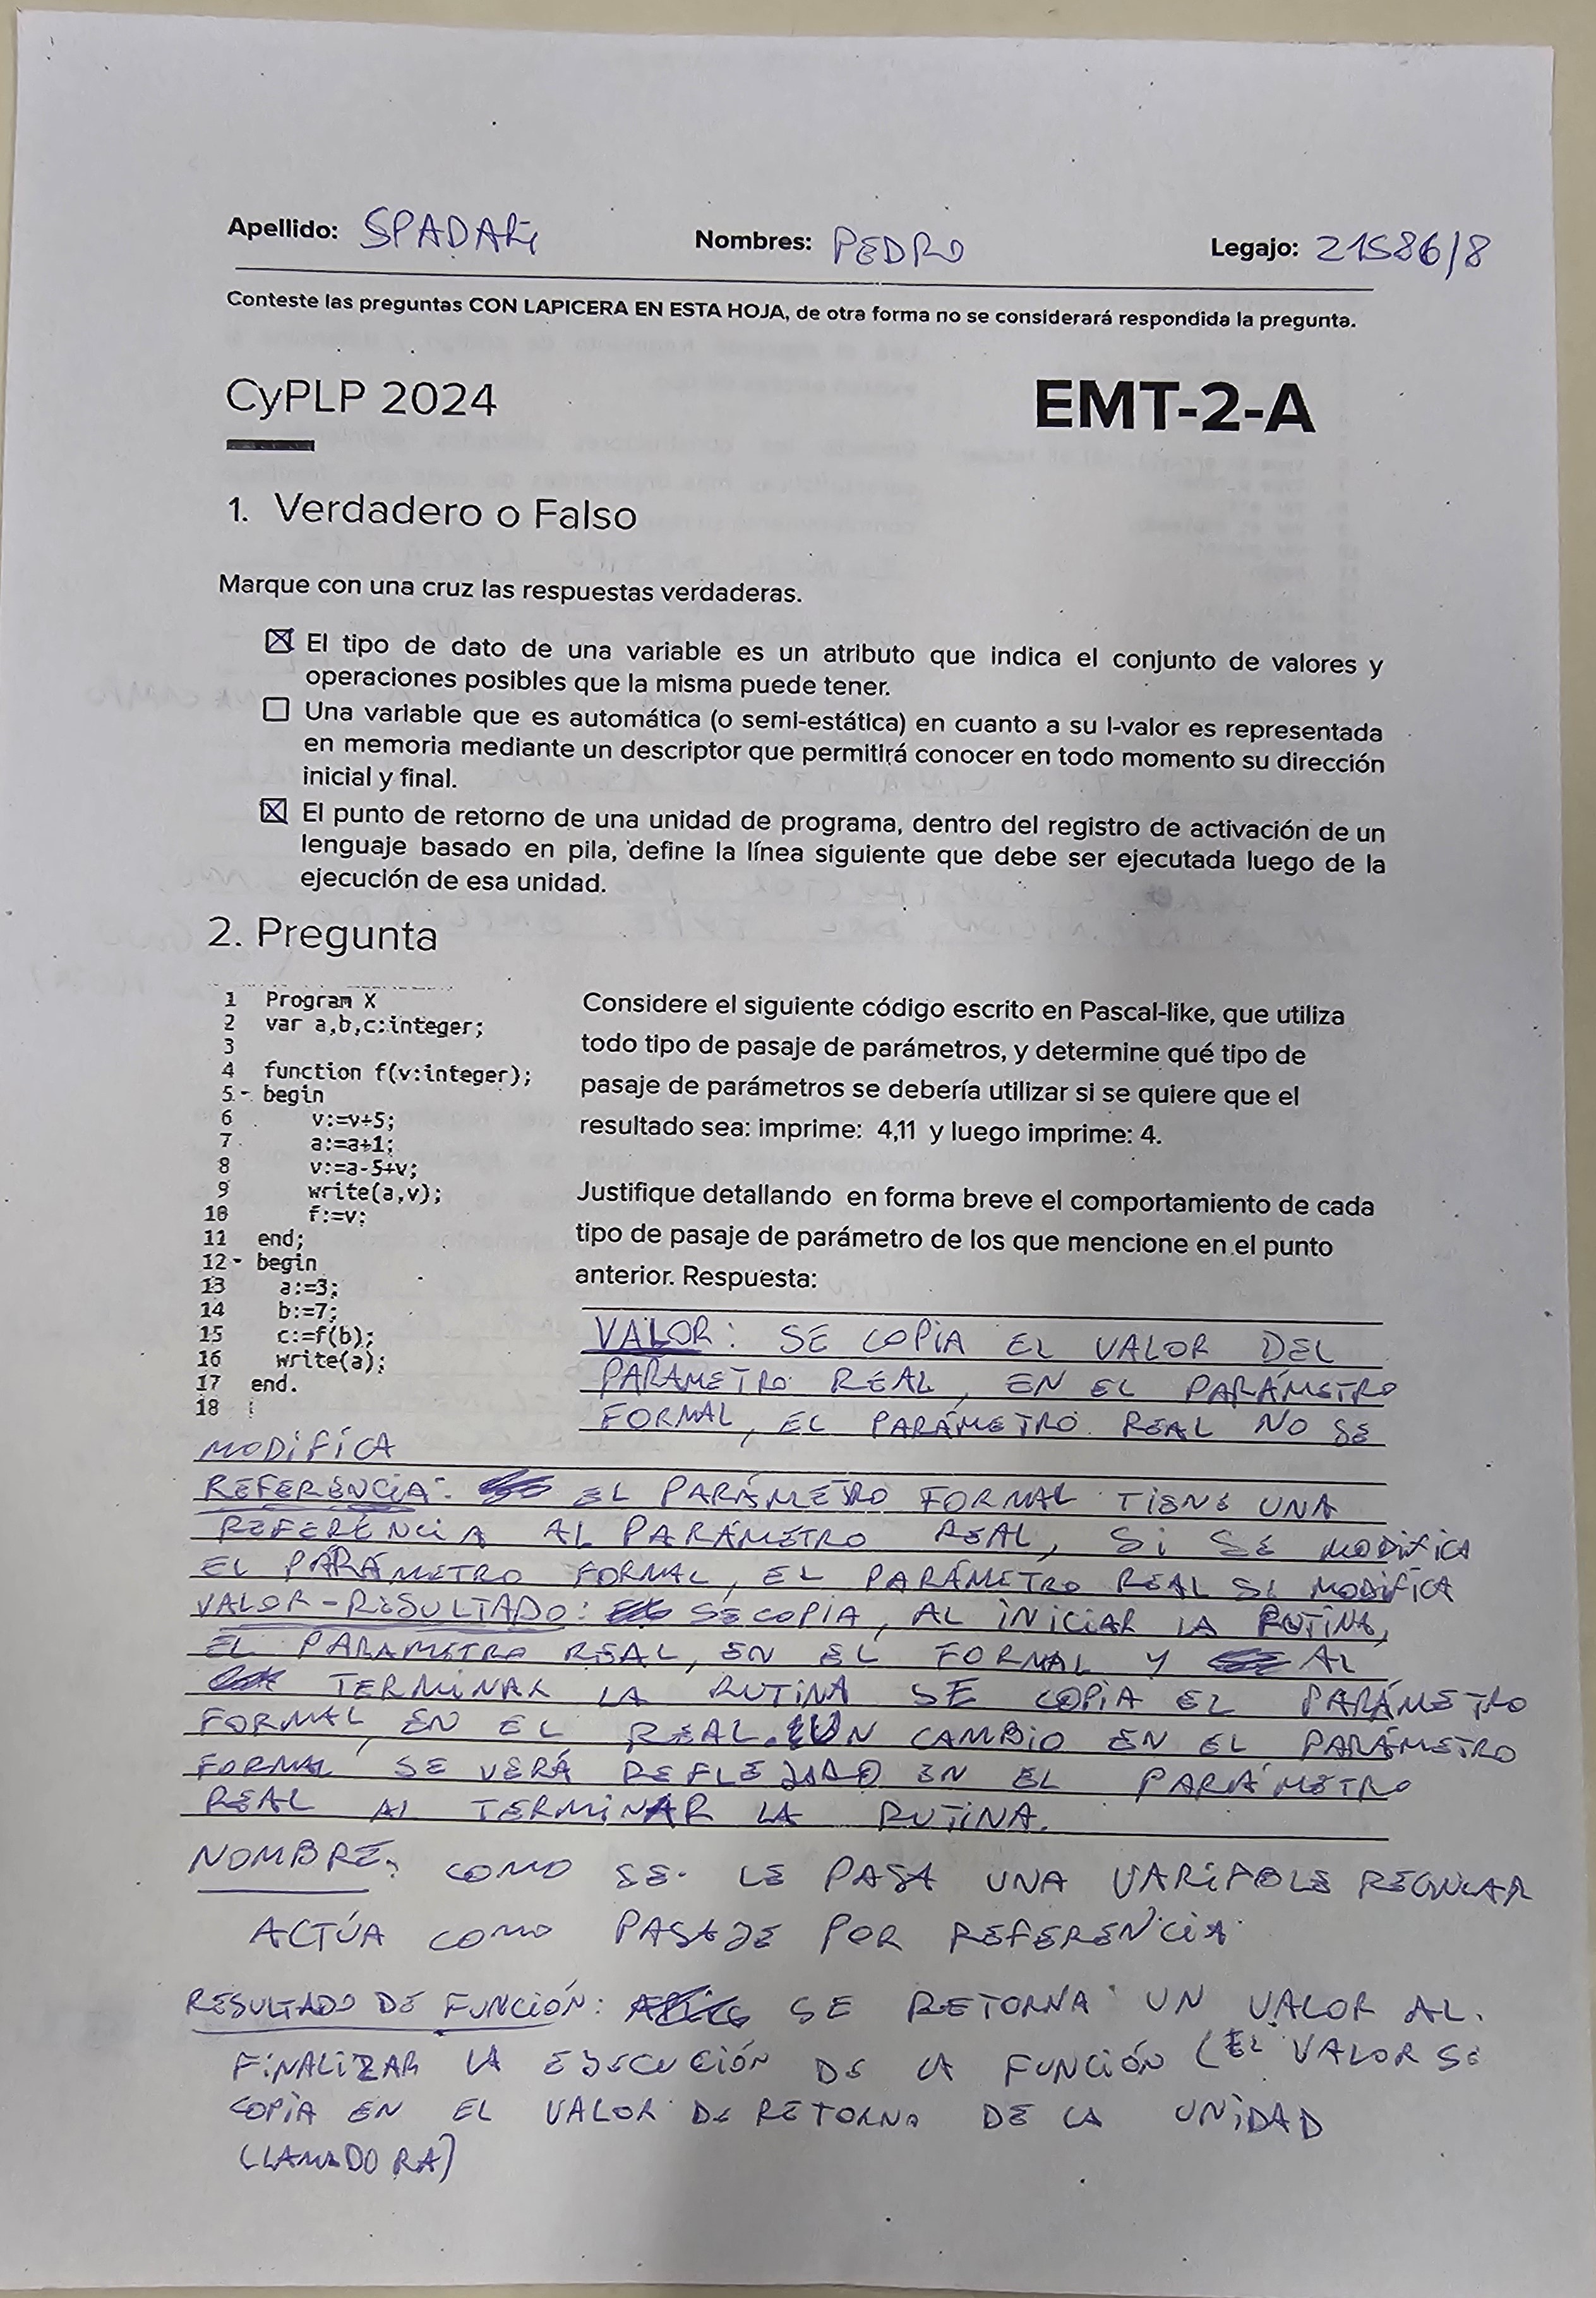 Apellido: SPADARI Nombres: PEDRO Legajo: 21586/8
Conteste las preguntas CON LAPICERA EN ESTA HOJA, de otra forma no se considerará respondida la pregunta.
CyPLP 2024 EMT-2-A
1. Verdadero o Falso
Marque con una cruz las respuestas verdaderas.
☒ El tipo de dato de una variable es un atributo que indica el conjunto de valores y
operaciones posibles que la misma puede tener.
☐ Una variable que es automática (o semi-estática) en cuanto a su l-valor es representada
en memoria mediante un descriptor que permitirá conocer en todo momento su dirección
inicial y final.
☒ El punto de retorno de una unidad de programa, dentro del registro de activación de un
lenguaje basado en pila, define la línea siguiente que debe ser ejecutada luego de la
ejecución de esa unidad.
2. Pregunta
1 Program X
2 var a,b,c:integer;
3
4 function f(v:integer);
5 - begin
6 v:=v+5;
7 a:=a+1;
8 v:=a-5+v;
9 write(a,v);
10 f:=v;
11 end;
12 - begin
13 a:=3;
14 b:=7;
15 c:=f(b);
16 write(a);
17 end.
18
Considere el siguiente código escrito en Pascal-like, que utiliza
todo tipo de pasaje de parámetros, y determine qué tipo de
pasaje de parámetros se debería utilizar si se quiere que el
resultado sea: imprime: 4,11 y luego imprime: 4.
Justifique detallando en forma breve el comportamiento de cada
tipo de pasaje de parámetro de los que mencione en el punto
anterior. Respuesta:
VALOR: SE COPIA EL VALOR DEL
PARAMETRO REAL, EN EL PARÁMETRO
FORMAL, EL PARÁMETRO REAL NO SE
MODIFICA
REFERENCIA: EL PARÁMETRO FORMAL TIENE UNA
REFERENCIA AL PARÁMETRO REAL, SI SE MODIFICA
EL PARÁMETRO FORMAL, EL PARÁMETRO REAL SE MODIFICA
VALOR-RESULTADO: SE COPIA, AL INICIAR LA RUTINA,
EL PARAMETRO REAL, EN EL FORMAL Y AL
TERMINAR LA RUTINA SE COPIA EL PARÁMETRO
FORMAL, EN EL REAL. UN CAMBIO EN EL PARÁMETRO
FORMAL SE VERÁ REFLEJADO EN EL PARÁMETRO
REAL AL TERMINAR LA RUTINA.
NOMBRE: COMO SE LE PASA UNA VARIABLE REGULAR
ACTÚA COMO PASAJE POR REFERENCIA
RESULTADO DE FUNCIÓN: SE RETORNA UN VALOR AL
FINALIZAR LA EJECUCIÓN DE LA FUNCIÓN (EL VALOR SE
COPIA EN EL VALOR DE RETORNO DE LA UNIDAD
LLAMADORA)